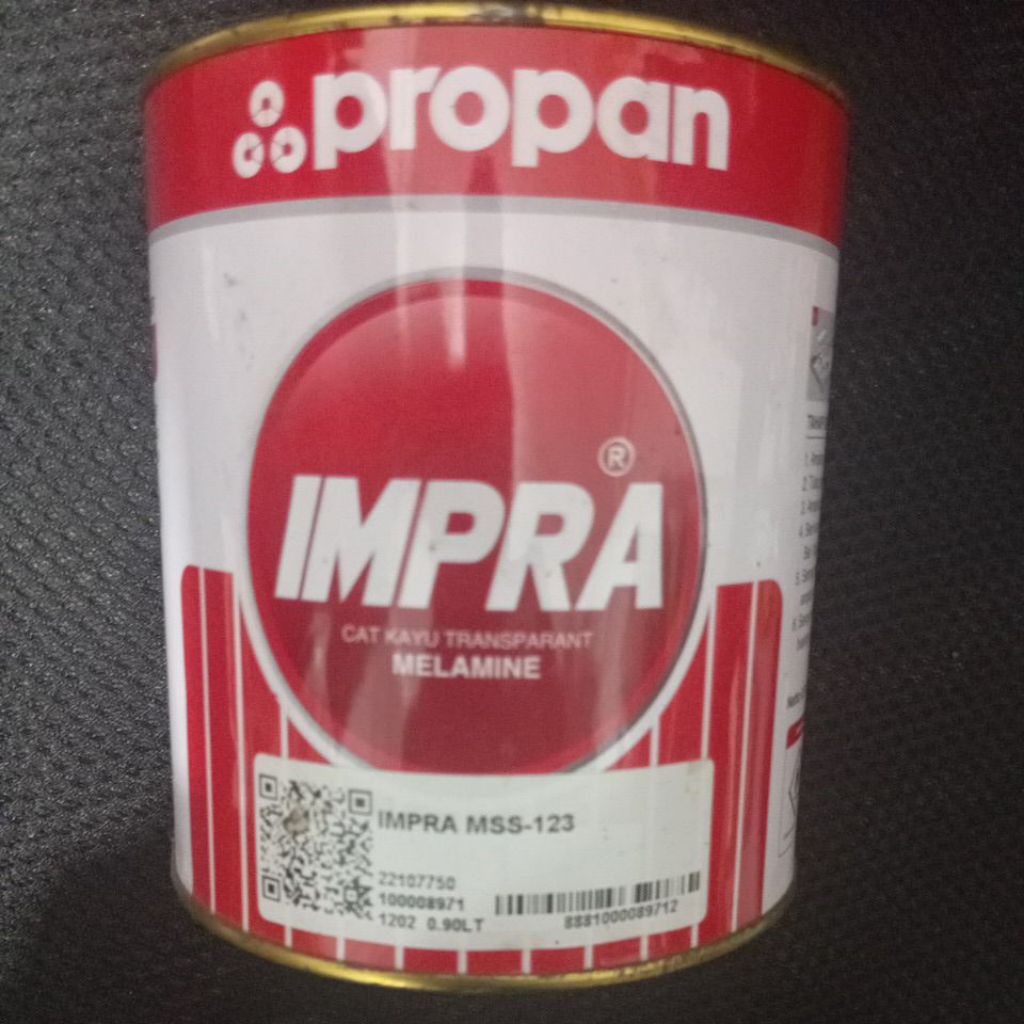 propan
IMPRA ®
CAT KAYU TRANSPARANT
MELAMINE
IMPRA MSS-123
22107750
100008971
1202 0.90LT
8881000089712